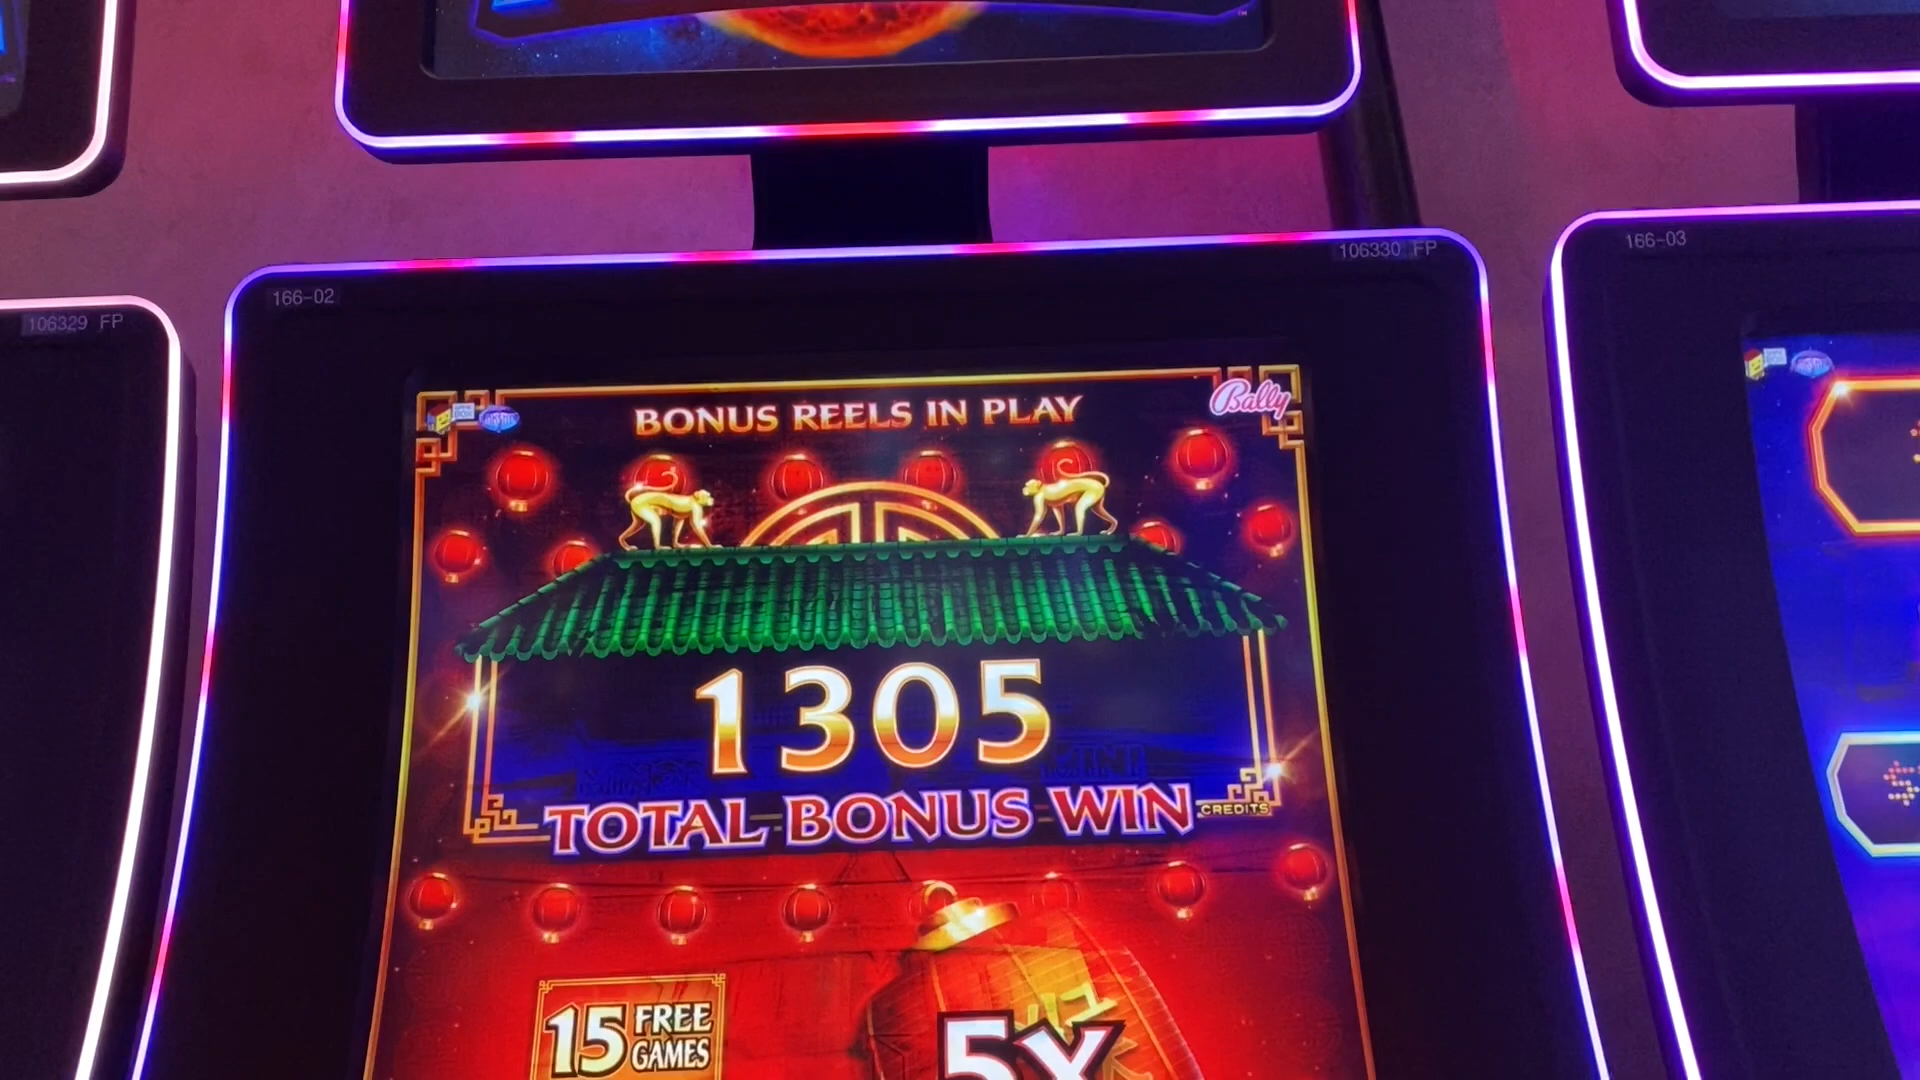 166-02
106330 FP
166-03
106329 FP
BONUS REELS IN PLAY
Bally
1305
TOTAL BONUS WIN
CREDITS
15 FREE GAMES
5x